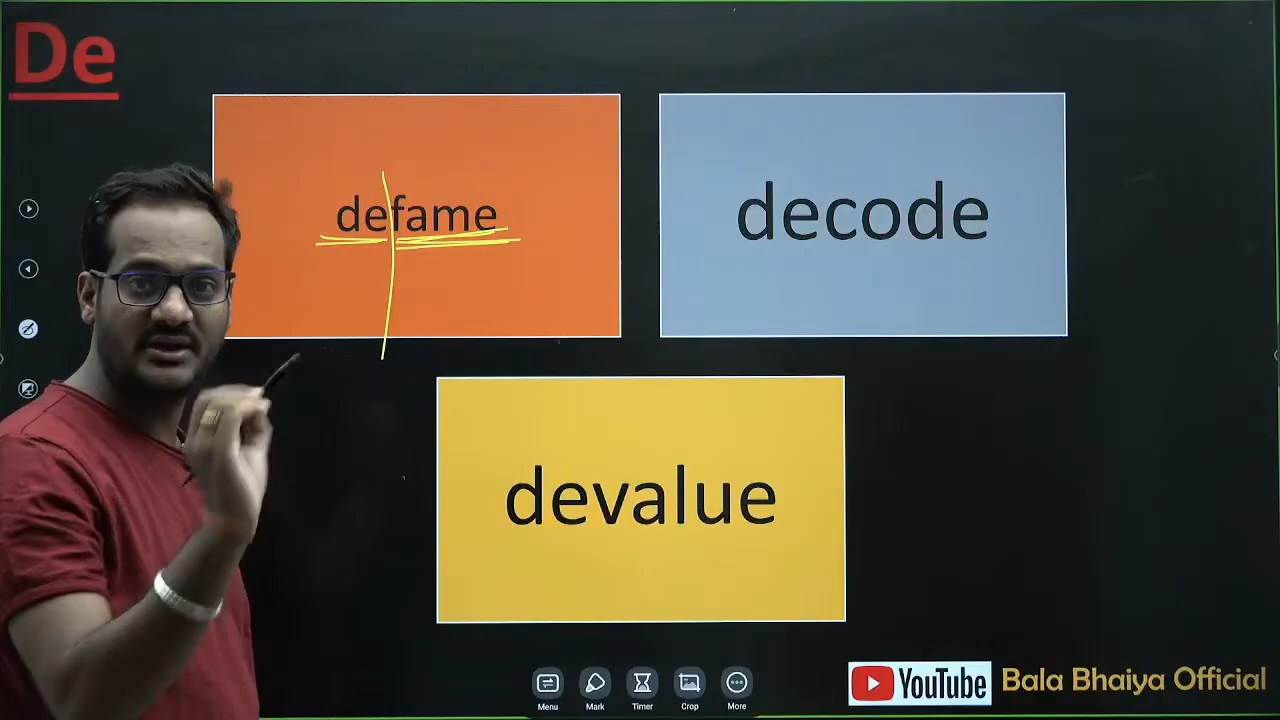 De
defame
decode
devalue
Menu
Mark
Timer
Crop
More
YouTube
Bala Bhaiya Official